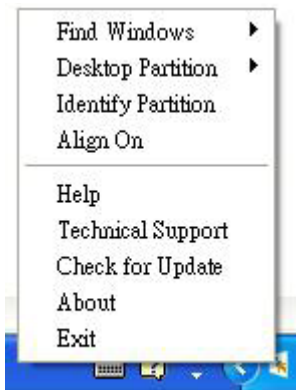 Find Windows
Desktop Partition
Identify Partition
Align On
Help
Technical Support
Check for Update
About
Exit